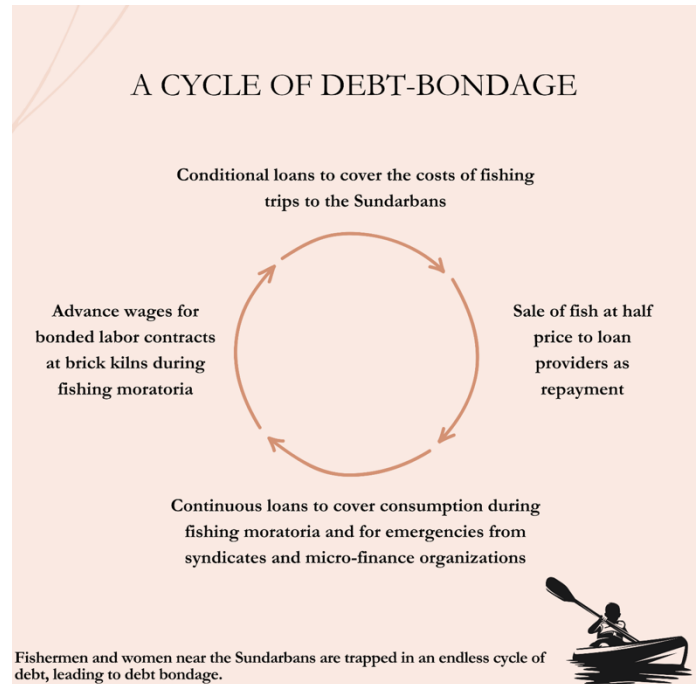 A CYCLE OF DEBT-BONDAGE
Conditional loans to cover the costs of fishing
trips to the Sundarbans
Sale of fish at half
price to loan
providers as
repayment
Continuous loans to cover consumption during
fishing moratoria and for emergencies from
syndicates and micro-finance organizations
Advance wages for
bonded labor contracts
at brick kilns during
fishing moratoria
Fishermen and women near the Sundarbans are trapped in an endless cycle of
debt, leading to debt bondage.